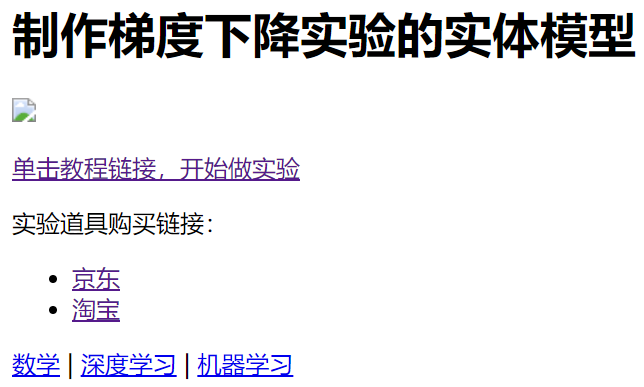 制作梯度下降实验的实体模型
单击教程链接，开始做实验
实验道具购买链接：
京东
淘宝
数学 | 深度学习 | 机器学习